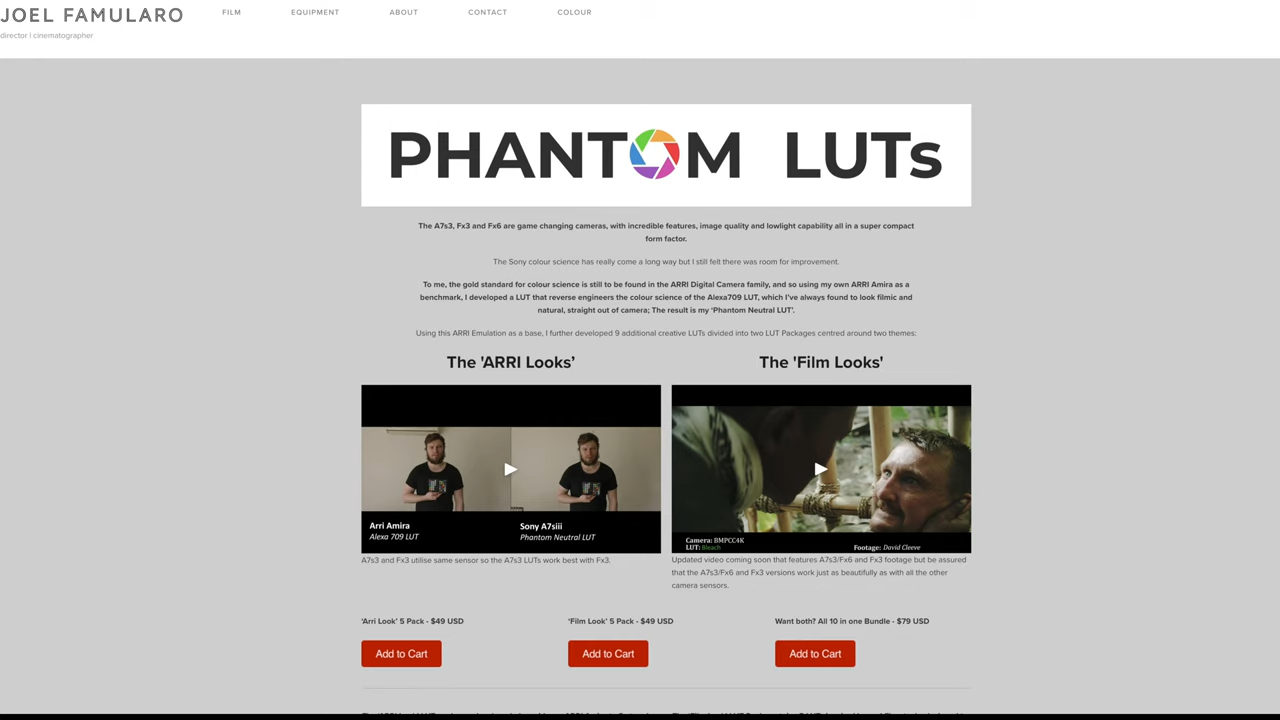 JOEL FAMULARO
director | cinematographer
FILM EQUIPMENT ABOUT CONTACT COLOUR
PHANTOM LUTs
The A7s3, Fx3 and Fx6 are game changing cameras, with incredible features, image quality and lowlight capability all in a super compact
form factor.
The Sony colour science has really come a long way but I still felt there was room for improvement.
To me, the gold standard for colour science is still to be found in the ARRI Digital Camera family, and so using my own ARRI Amira as a
benchmark, I developed a LUT that reverse engineers the colour science of the Alexa709 LUT, which I've always found to look filmic and
natural, straight out of camera; The result is my 'Phantom Neutral LUT'.
Using this ARRI Emulation as a base, I further developed 9 additional creative LUTs divided into two LUT Packages centred around two themes:
The 'ARRI Looks'
Arri Amira
Alexa 709 LUT
Sony A7siii
Phantom Neutral LUT
A7s3 and Fx3 utilise same sensor so the A7s3 LUTs work best with Fx3.
The 'Film Looks'
Camera: BMPCC4K
LUT: Bleach
Footage: David Cleeve
Updated video coming soon that features A7s3/Fx6 and Fx3 footage but be assured
that the A7s3/Fx6 and Fx3 versions work just as beautifully as with all the other
camera sensors.
'Arri Look' 5 Pack - $49 USD
Add to Cart
'Film Look' 5 Pack - $49 USD
Add to Cart
Want both? All 10 in one Bundle - $79 USD
Add to Cart